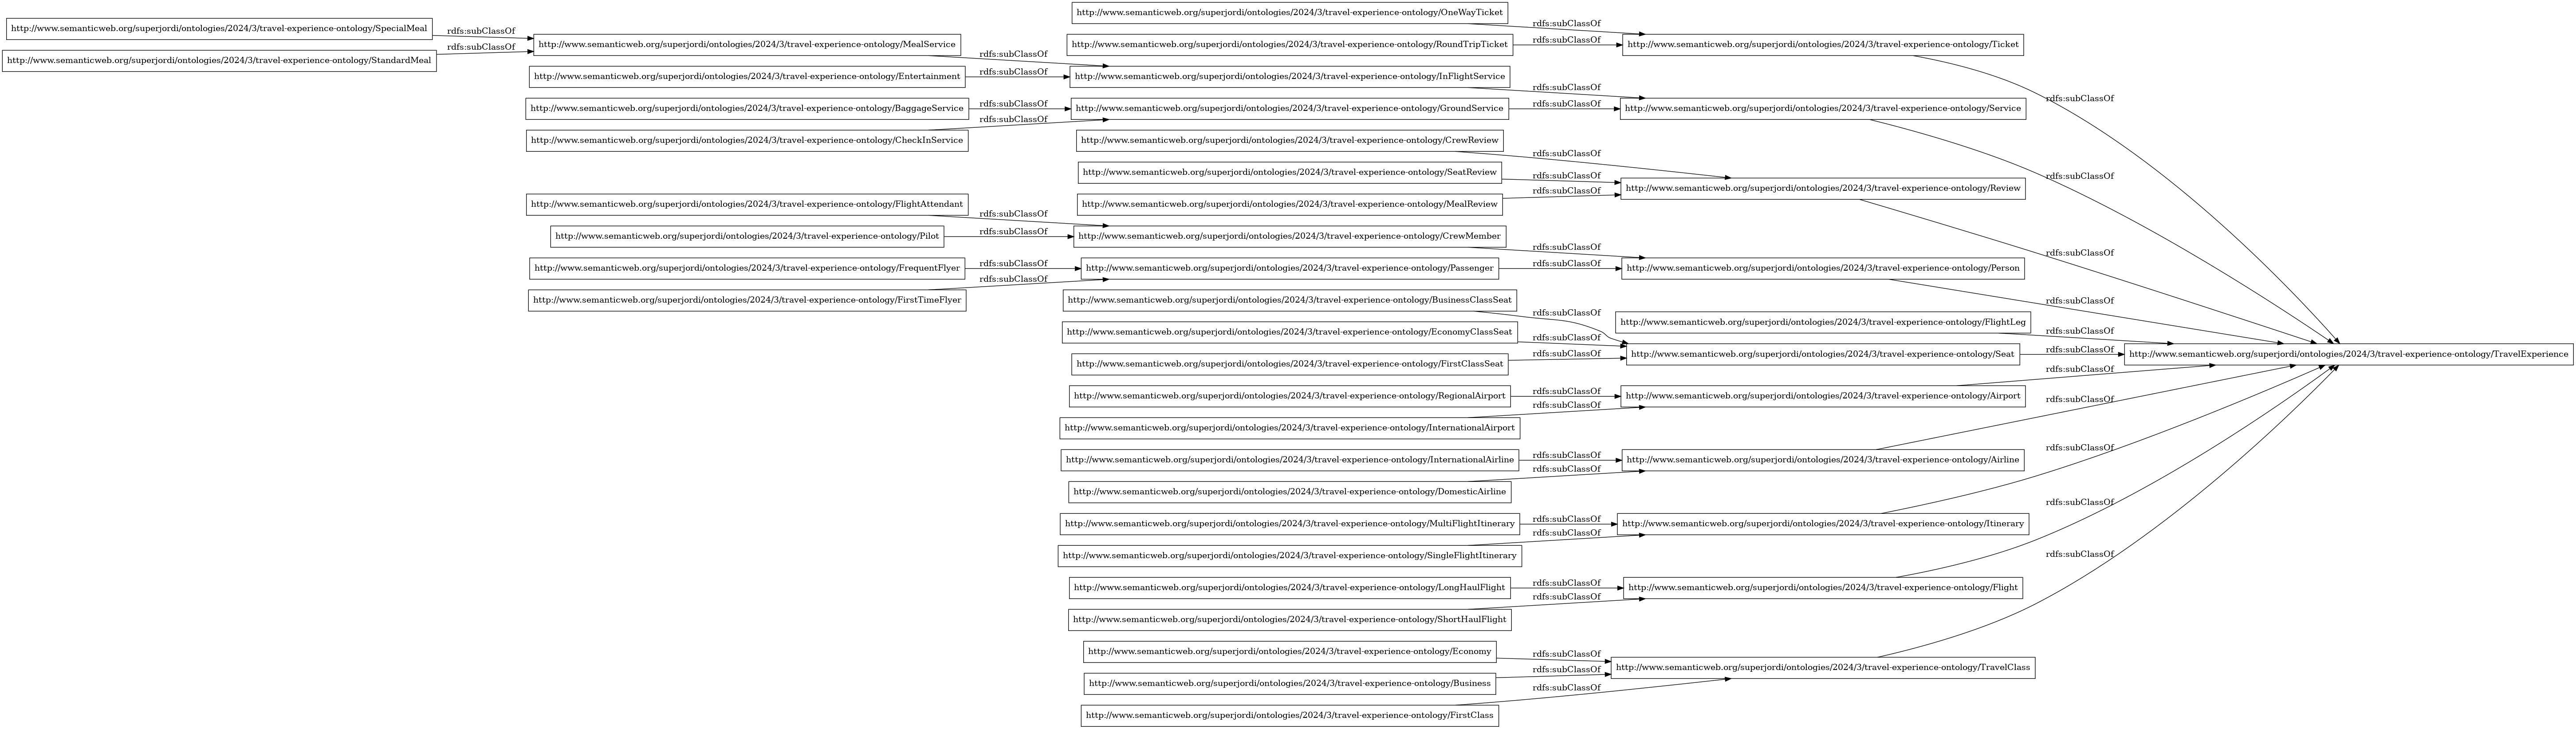 http://www.semanticweb.org/superjordi/ontologies/2024/3/travel-experience-ontology/SpecialMeal
rdfs:subClassOf
http://www.semanticweb.org/superjordi/ontologies/2024/3/travel-experience-ontology/StandardMeal
rdfs:subClassOf
http://www.semanticweb.org/superjordi/ontologies/2024/3/travel-experience-ontology/MealService
rdfs:subClassOf
http://www.semanticweb.org/superjordi/ontologies/2024/3/travel-experience-ontology/Entertainment
rdfs:subClassOf
http://www.semanticweb.org/superjordi/ontologies/2024/3/travel-experience-ontology/BaggageService
rdfs:subClassOf
http://www.semanticweb.org/superjordi/ontologies/2024/3/travel-experience-ontology/CheckInService
rdfs:subClassOf
http://www.semanticweb.org/superjordi/ontologies/2024/3/travel-experience-ontology/FlightAttendant
rdfs:subClassOf
http://www.semanticweb.org/superjordi/ontologies/2024/3/travel-experience-ontology/Pilot
rdfs:subClassOf
http://www.semanticweb.org/superjordi/ontologies/2024/3/travel-experience-ontology/FrequentFlyer
rdfs:subClassOf
http://www.semanticweb.org/superjordi/ontologies/2024/3/travel-experience-ontology/FirstTimeFlyer
rdfs:subClassOf
http://www.semanticweb.org/superjordi/ontologies/2024/3/travel-experience-ontology/OneWayTicket
rdfs:subClassOf
http://www.semanticweb.org/superjordi/ontologies/2024/3/travel-experience-ontology/RoundTripTicket
rdfs:subClassOf
http://www.semanticweb.org/superjordi/ontologies/2024/3/travel-experience-ontology/InFlightService
rdfs:subClassOf
http://www.semanticweb.org/superjordi/ontologies/2024/3/travel-experience-ontology/GroundService
rdfs:subClassOf
http://www.semanticweb.org/superjordi/ontologies/2024/3/travel-experience-ontology/CrewReview
rdfs:subClassOf
http://www.semanticweb.org/superjordi/ontologies/2024/3/travel-experience-ontology/SeatReview
rdfs:subClassOf
http://www.semanticweb.org/superjordi/ontologies/2024/3/travel-experience-ontology/MealReview
rdfs:subClassOf
http://www.semanticweb.org/superjordi/ontologies/2024/3/travel-experience-ontology/CrewMember
rdfs:subClassOf
http://www.semanticweb.org/superjordi/ontologies/2024/3/travel-experience-ontology/Passenger
rdfs:subClassOf
http://www.semanticweb.org/superjordi/ontologies/2024/3/travel-experience-ontology/BusinessClassSeat
rdfs:subClassOf
http://www.semanticweb.org/superjordi/ontologies/2024/3/travel-experience-ontology/EconomyClassSeat
rdfs:subClassOf
http://www.semanticweb.org/superjordi/ontologies/2024/3/travel-experience-ontology/FirstClassSeat
rdfs:subClassOf
http://www.semanticweb.org/superjordi/ontologies/2024/3/travel-experience-ontology/RegionalAirport
rdfs:subClassOf
http://www.semanticweb.org/superjordi/ontologies/2024/3/travel-experience-ontology/InternationalAirport
rdfs:subClassOf
http://www.semanticweb.org/superjordi/ontologies/2024/3/travel-experience-ontology/InternationalAirline
rdfs:subClassOf
http://www.semanticweb.org/superjordi/ontologies/2024/3/travel-experience-ontology/DomesticAirline
rdfs:subClassOf
http://www.semanticweb.org/superjordi/ontologies/2024/3/travel-experience-ontology/MultiFlightItinerary
rdfs:subClassOf
http://www.semanticweb.org/superjordi/ontologies/2024/3/travel-experience-ontology/SingleFlightItinerary
rdfs:subClassOf
http://www.semanticweb.org/superjordi/ontologies/2024/3/travel-experience-ontology/LongHaulFlight
rdfs:subClassOf
http://www.semanticweb.org/superjordi/ontologies/2024/3/travel-experience-ontology/ShortHaulFlight
rdfs:subClassOf
http://www.semanticweb.org/superjordi/ontologies/2024/3/travel-experience-ontology/Economy
rdfs:subClassOf
http://www.semanticweb.org/superjordi/ontologies/2024/3/travel-experience-ontology/Business
rdfs:subClassOf
http://www.semanticweb.org/superjordi/ontologies/2024/3/travel-experience-ontology/FirstClass
rdfs:subClassOf
http://www.semanticweb.org/superjordi/ontologies/2024/3/travel-experience-ontology/Ticket
rdfs:subClassOf
http://www.semanticweb.org/superjordi/ontologies/2024/3/travel-experience-ontology/Service
rdfs:subClassOf
http://www.semanticweb.org/superjordi/ontologies/2024/3/travel-experience-ontology/Review
rdfs:subClassOf
http://www.semanticweb.org/superjordi/ontologies/2024/3/travel-experience-ontology/Person
rdfs:subClassOf
http://www.semanticweb.org/superjordi/ontologies/2024/3/travel-experience-ontology/FlightLeg
rdfs:subClassOf
http://www.semanticweb.org/superjordi/ontologies/2024/3/travel-experience-ontology/Seat
rdfs:subClassOf
http://www.semanticweb.org/superjordi/ontologies/2024/3/travel-experience-ontology/Airport
rdfs:subClassOf
http://www.semanticweb.org/superjordi/ontologies/2024/3/travel-experience-ontology/Airline
rdfs:subClassOf
http://www.semanticweb.org/superjordi/ontologies/2024/3/travel-experience-ontology/Itinerary
rdfs:subClassOf
http://www.semanticweb.org/superjordi/ontologies/2024/3/travel-experience-ontology/Flight
rdfs:subClassOf
http://www.semanticweb.org/superjordi/ontologies/2024/3/travel-experience-ontology/TravelClass
rdfs:subClassOf
http://www.semanticweb.org/superjordi/ontologies/2024/3/travel-experience-ontology/TravelExperience